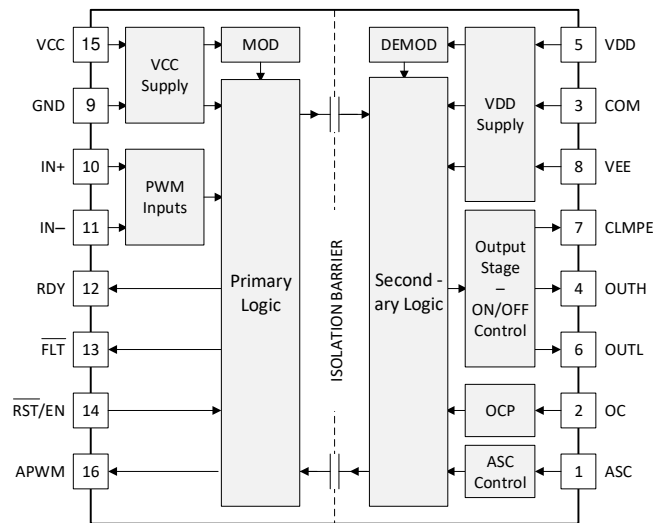 VCC 15 MOD DEMOD 5 VDD
VCC
Supply
GND 9
VDD
Supply
3 COM
IN+ 10
PWM
Inputs
8 VEE
IN– 11
7 CLMPE
Primary
Logic
ISOLATION BARRIER
Second -
ary Logic
Output
Stage
–
ON/OFF
Control
RDY 12
4 OUTH
FLT 13
6 OUTL
RST/EN 14
OCP
2 OC
APWM 16
ASC
Control
1 ASC